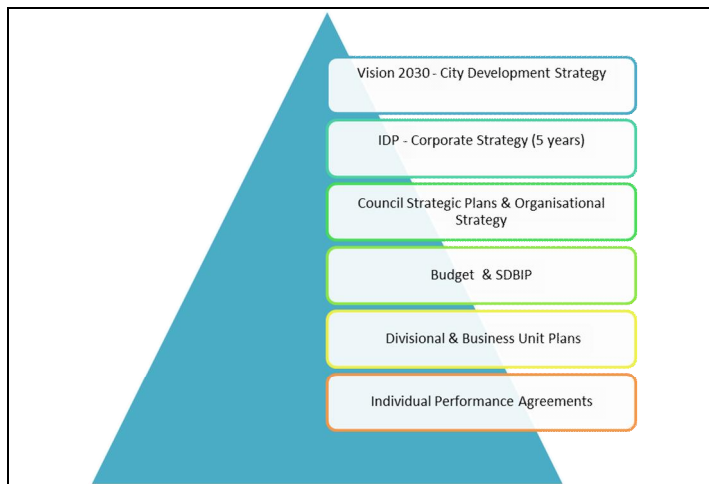 Vision 2030 - City Development Strategy
IDP - Corporate Strategy (5 years)
Council Strategic Plans & Organisational
Strategy
Budget & SDBIP
Divisional & Business Unit Plans
Individual Performance Agreements